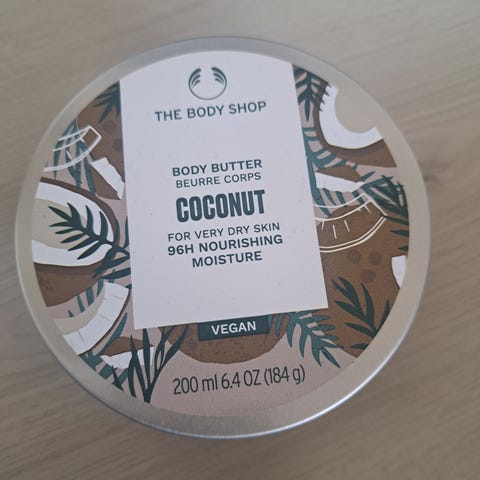 THE BODY SHOP
BODY BUTTER
BEURRE CORPS
COCONUT
FOR VERY DRY SKIN
96H NOURISHING
MOISTURE
VEGAN
200 ml 6.4 OZ (184 g)